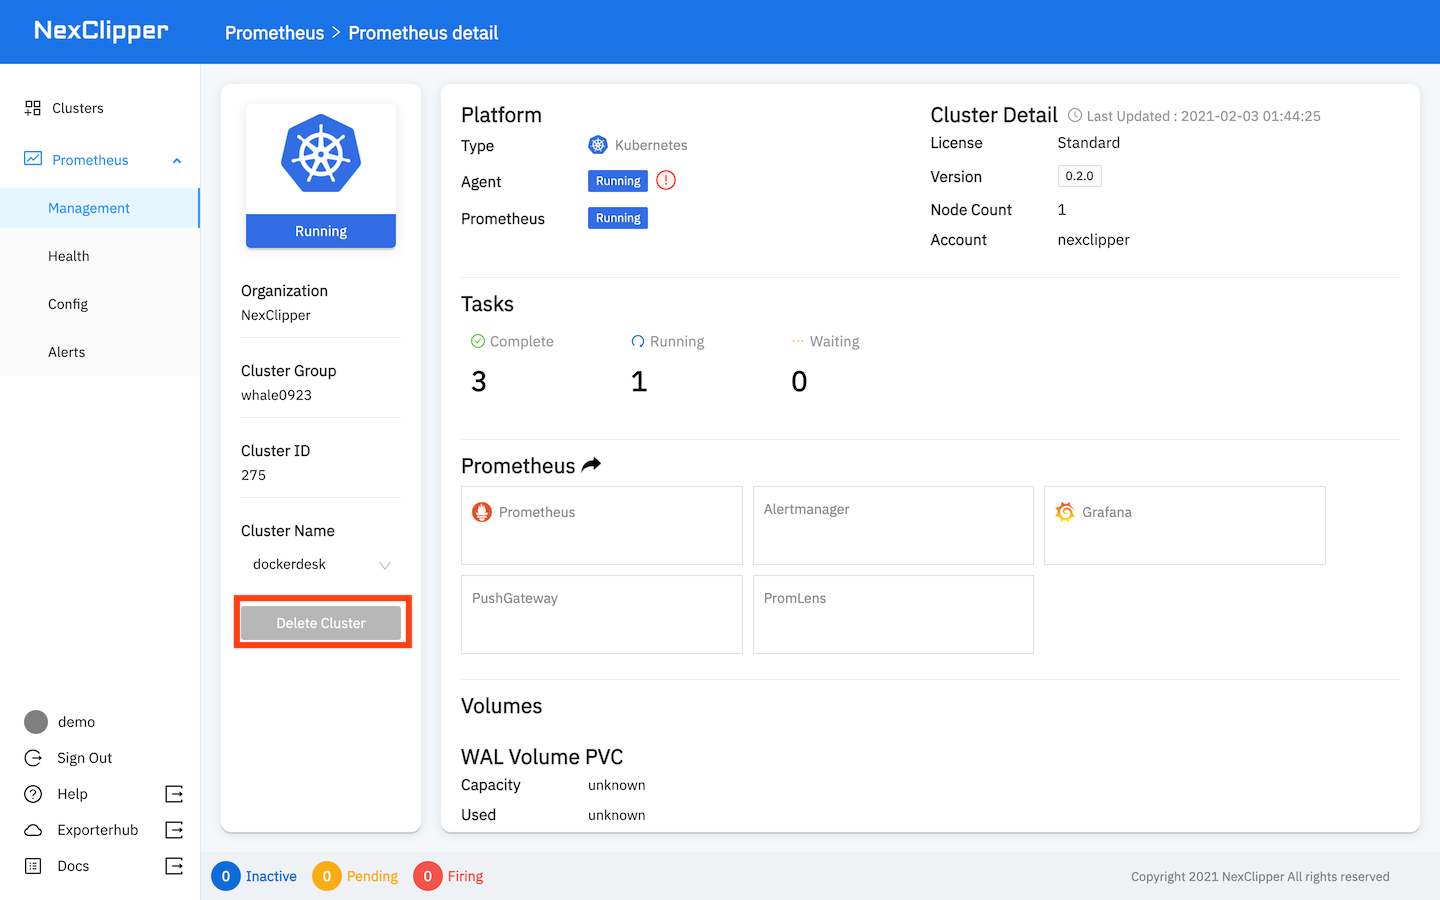 NexClipper
Prometheus > Prometheus detail
Clusters
Prometheus
Management
Health
Config
Alerts
demo
Sign Out
Help
Exporterhub
Docs
Running
Organization
NexClipper
Cluster Group
whale0923
Cluster ID
275
Cluster Name
dockerdesk
Delete Cluster
Platform
Type Kubernetes
Agent Running
Prometheus Running
Cluster Detail Last Updated : 2021-02-03 01:44:25
License Standard
Version 0.2.0
Node Count 1
Account nexclipper
Tasks
Complete Running Waiting
3 1 0
Prometheus
Prometheus
Alertmanager
Grafana
PushGateway
PromLens
Volumes
WAL Volume PVC
Capacity unknown
Used unknown
0 Inactive 0 Pending 0 Firing
Copyright 2021 NexClipper All rights reserved